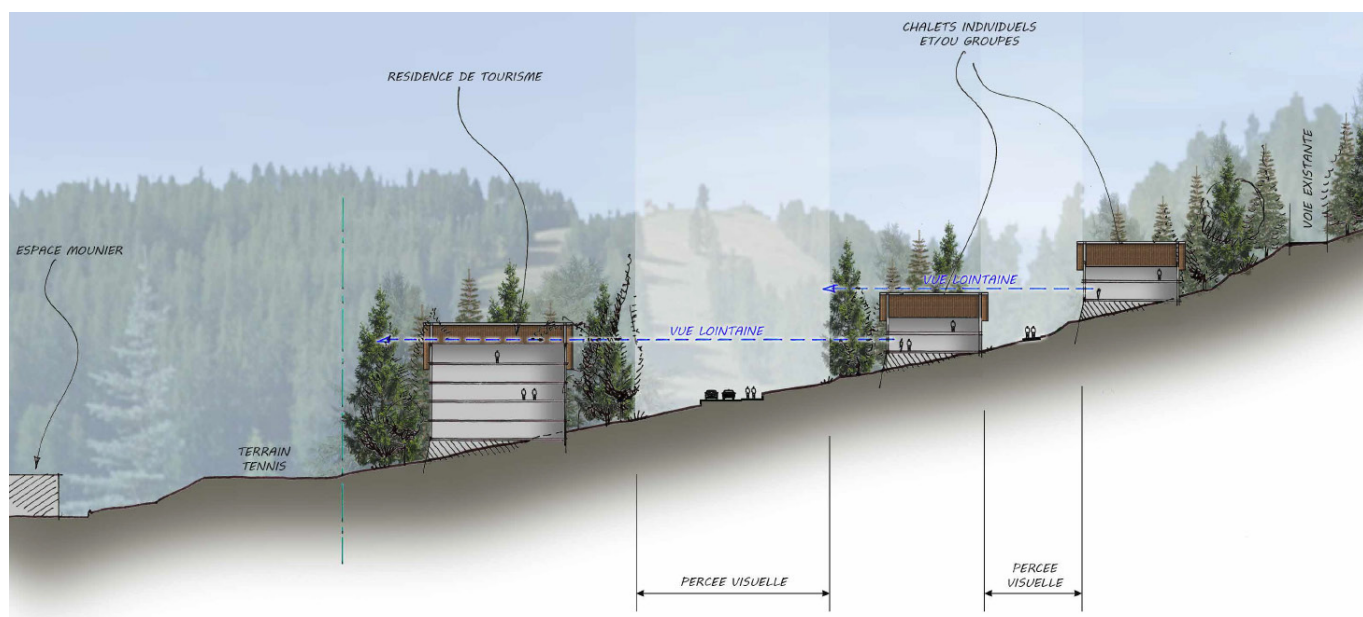 CHALETS INDIVIDUELS
ET/OU GROUPES
RESIDENCE DE TOURISME
VOIE EXISTANTE
ESPACE MOUNIER
VUE LOINTAINE
VUE LOINTAINE
TERRAIN
TENNIS
PERCEE VISUELLE
PERCEE
VISUELLE